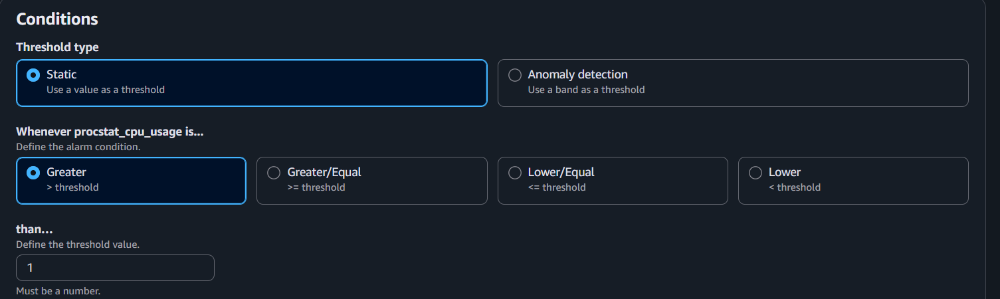 Conditions
Threshold type
Static
Use a value as a threshold
Anomaly detection
Use a band as a threshold
Whenever procstat_cpu_usage is...
Define the alarm condition.
Greater
> threshold
Greater/Equal
>= threshold
Lower/Equal
<= threshold
Lower
< threshold
than...
Define the threshold value.
1
Must be a number.